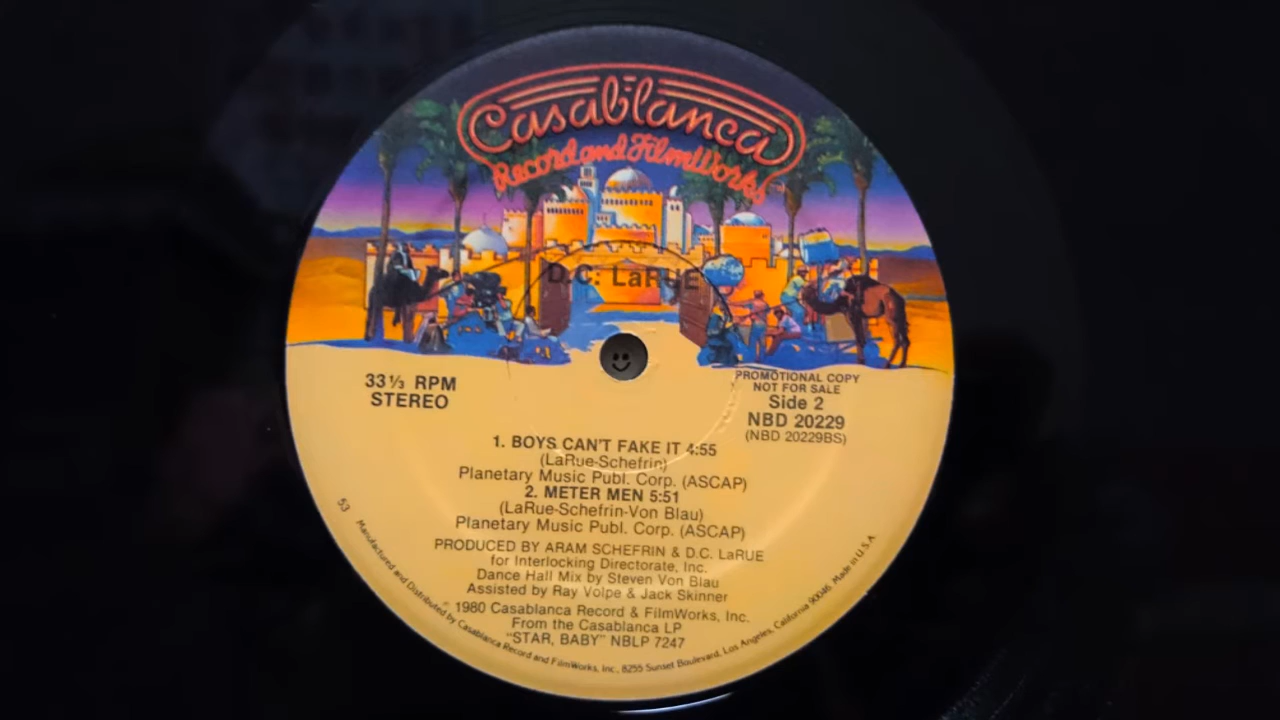 Casablanca
Record and FilmWorks
D.C. LaRUE
33⅓ RPM
STEREO
PROMOTIONAL COPY
NOT FOR SALE
Side 2
NBD 20229
(NBD 20229BS)
1. BOYS CAN'T FAKE IT 4:55
(LaRue-Schefrin)
Planetary Music Publ. Corp. (ASCAP)
2. METER MEN 5:51
(LaRue-Schefrin-Von Blau)
Planetary Music Publ. Corp. (ASCAP)
PRODUCED BY ARAM SCHEFRIN & D.C. LaRUE
for Interlocking Directorate, Inc.
Dance Hall Mix by Steven Von Blau
Assisted by Ray Volpe & Jack Skinner
℗ 1980 Casablanca Record & FilmWorks, Inc.
From the Casablanca LP
"STAR, BABY" NBLP 7247
53
Manufactured and Distributed by Casablanca Record and FilmWorks, Inc., 8255 Sunset Boulevard, Los Angeles, California 90046 Made in U.S.A.